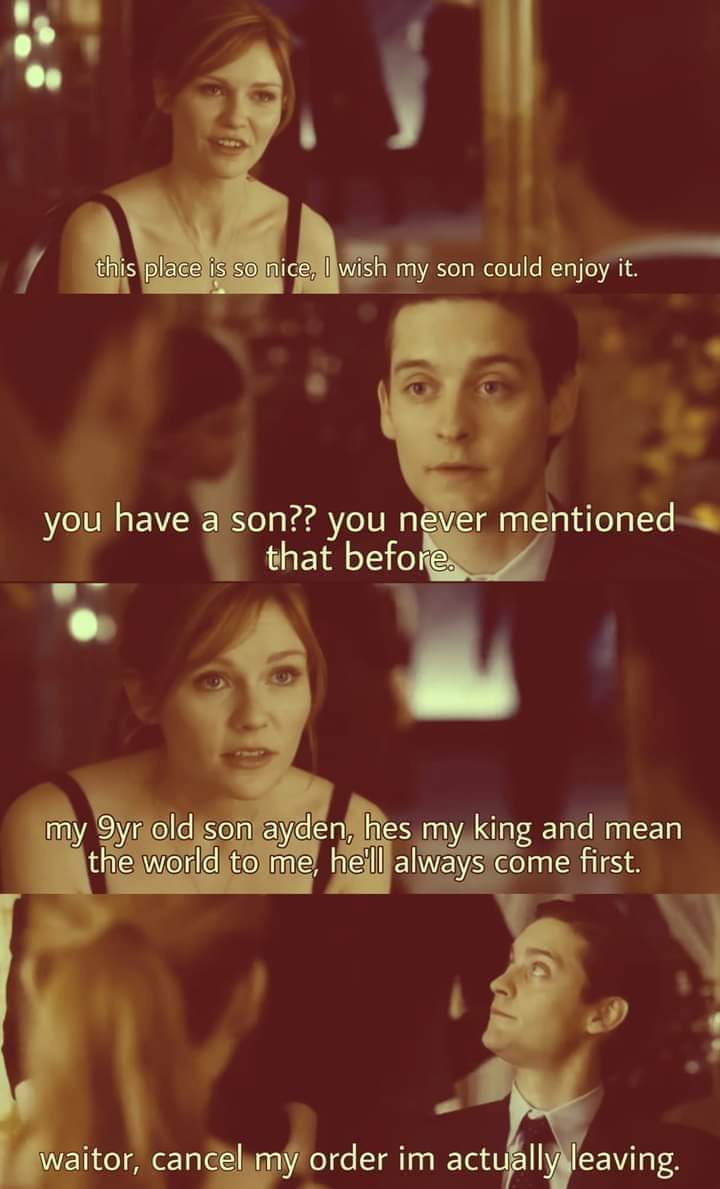 this place is so nice, I wish my son could enjoy it.
you have a son?? you never mentioned
that before.
my 9yr old son ayden, hes my king and mean
the world to me, he'll always come first.
waitor, cancel my order im actually leaving.